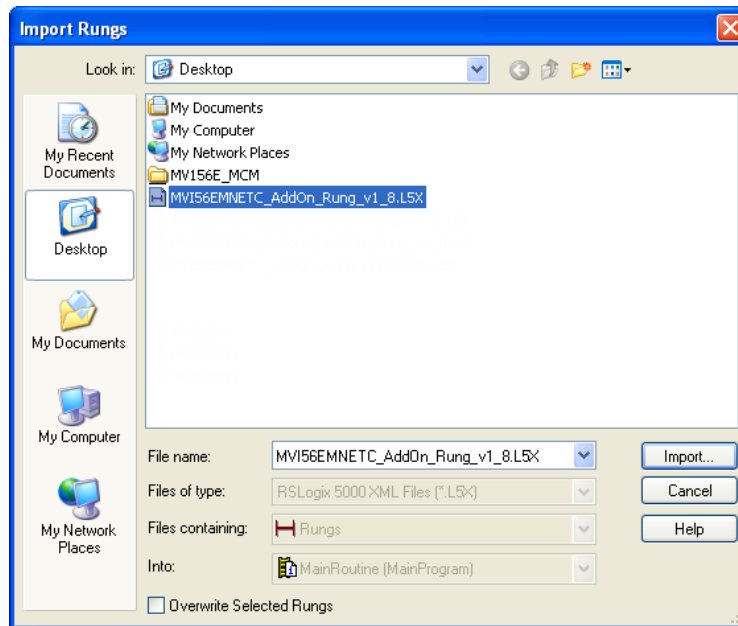 Import Rungs
Look in: Desktop
My Recent
Documents
Desktop
My Documents
My Computer
My Network
Places
My Documents
My Computer
My Network Places
MV156E_MCM
MVI56EMNETC_AddOn_Rung_v1_8.L5X
File name: MVI56EMNETC_AddOn_Rung_v1_8.L5X Import...
Files of type: RSLogix 5000 XML Files (*.L5X) Cancel
Files containing: Rungs Help
Into: MainRoutine (MainProgram)
Overwrite Selected Rungs